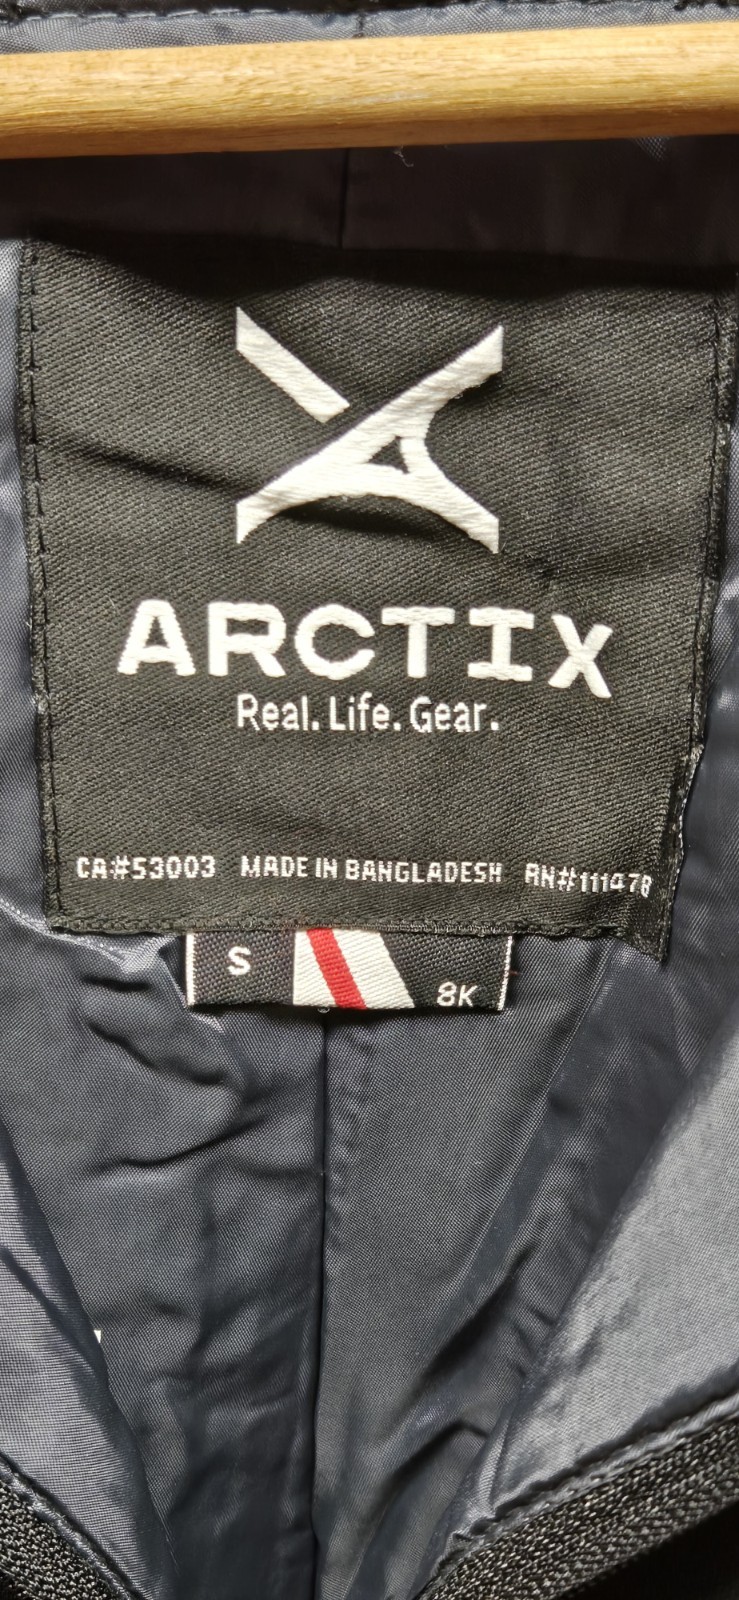 ARCTIX
Real. Life. Gear.
CA#53003 MADE IN BANGLADESH RN#111478
S 8K